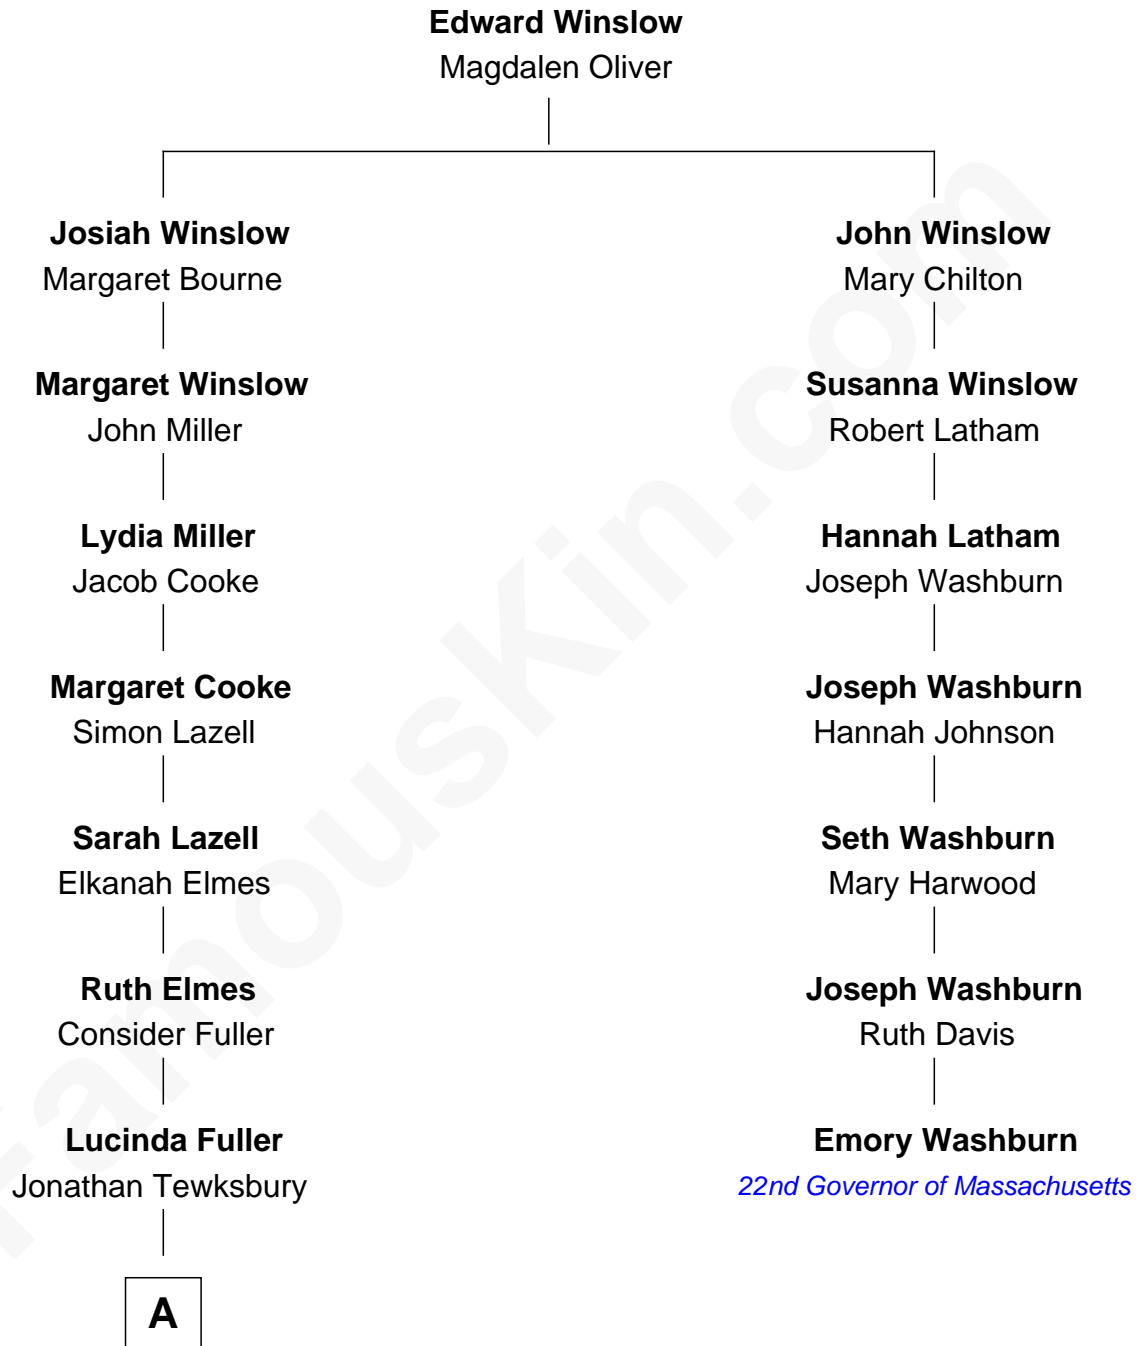 Edward Winslow
Magdalen Oliver
Josiah Winslow
Margaret Bourne
John Winslow
Mary Chilton
Margaret Winslow
John Miller
Susanna Winslow
Robert Latham
Lydia Miller
Jacob Cooke
Hannah Latham
Joseph Washburn
Margaret Cooke
Simon Lazell
Joseph Washburn
Hannah Johnson
Sarah Lazell
Elkanah Elmes
Seth Washburn
Mary Harwood
Ruth Elmes
Consider Fuller
Joseph Washburn
Ruth Davis
Lucinda Fuller
Jonathan Tewksbury
Emory Washburn
22nd Governor of Massachusetts
A
FamousKin.com